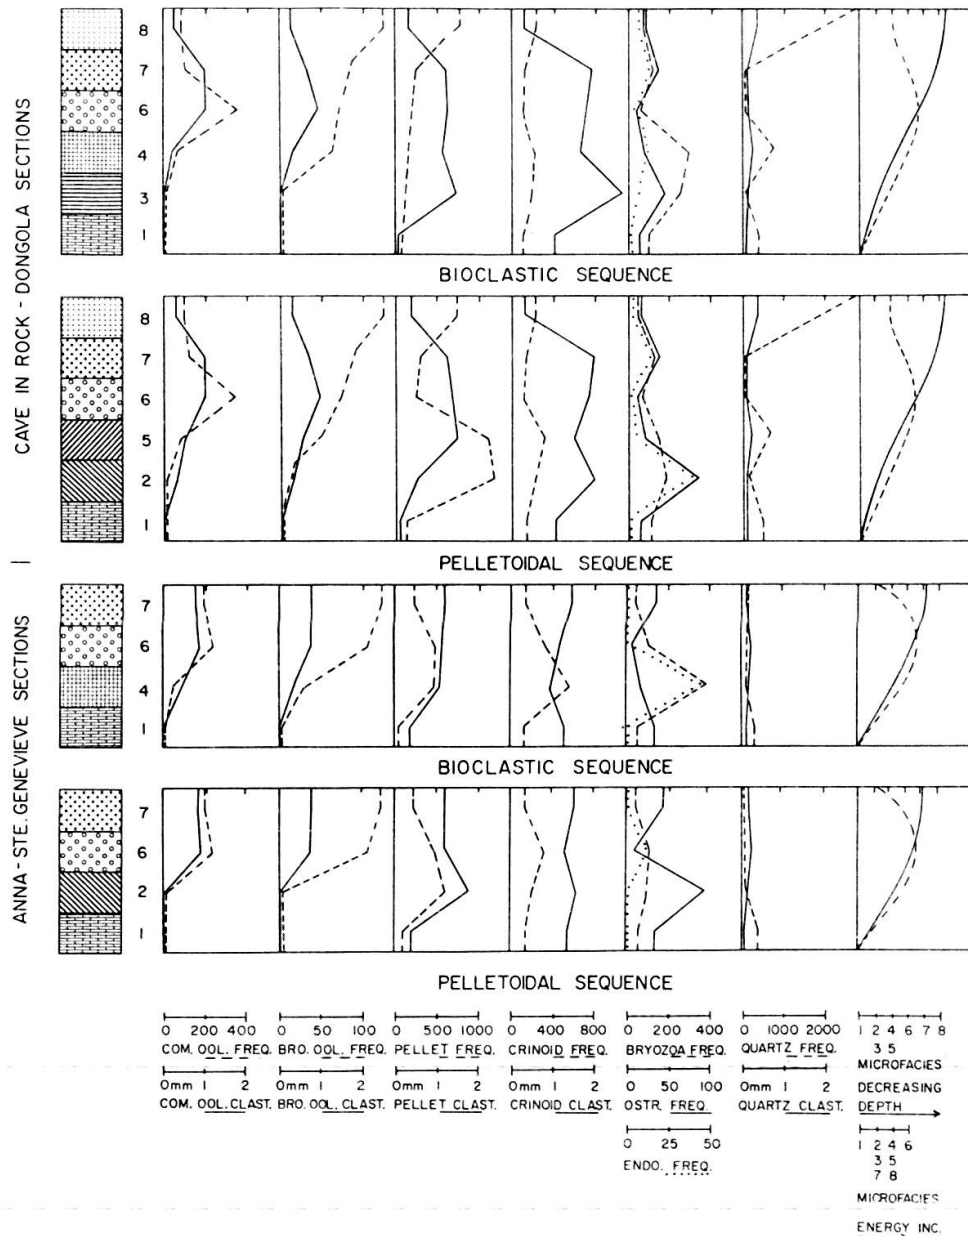 CAVE IN ROCK - DONGOLA SECTIONS
8
7
6
4
3
1
BIOCLASTIC SEQUENCE
8
7
6
5
2
1
PELLETOIDAL SEQUENCE
ANNA - STE. GENEVIEVE SECTIONS
7
6
4
1
BIOCLASTIC SEQUENCE
7
6
2
1
PELLETOIDAL SEQUENCE
0 200 400
COM. OOL. FREQ.
0mm 1 2
COM. OOL. CLAST.
0 50 100
BRO. OOL. FREQ.
0mm 1 2
BRO. OOL. CLAST.
0 500 1000
PELLET FREQ.
0mm 1 2
PELLET CLAST.
0 400 800
CRINOID FREQ.
0mm 1 2
CRINOID CLAST.
0 200 400
BRYOZOA FREQ.
0 50 100
OSTR. FREQ.
0 25 50
ENDO. FREQ.
0 1000 2000
QUARTZ FREQ.
0mm 1 2
QUARTZ CLAST.
1 2 4 6 7 8
3 5
MICROFACIES
DECREASING
DEPTH
1 2 4 6
3 5
7 8
MICROFACIES
ENERGY INC.